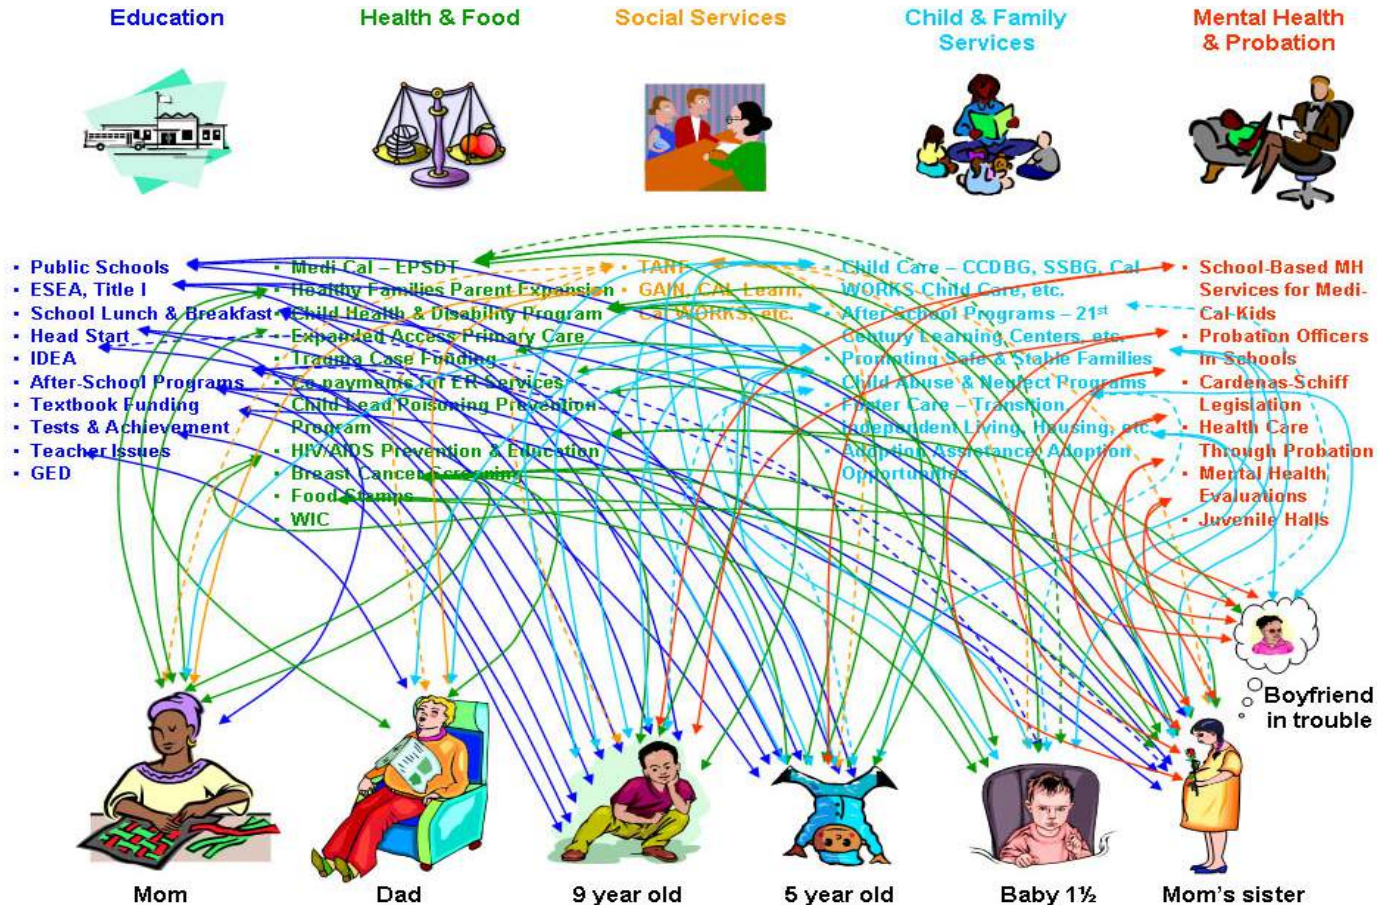 Education
Health & Food
Social Services
Child & Family
Services
Mental Health
& Probation
▪ Public Schools
▪ ESEA, Title I
▪ School Lunch & Breakfast
▪ Head Start
▪ IDEA
▪ After-School Programs
▪ Textbook Funding
▪ Tests & Achievement
▪ Teacher Issues
▪ GED
▪ Medi Cal – EPSDT
▪ Healthy Families Parent Expansion
▪ Child Health & Disability Program
▪ Expanded Access Primary Care
▪ Trauma Case Funding
▪ Co payments for ER Services
▪ Child Lead Poisoning Prevention
Program
▪ HIV/AIDS Prevention & Education
▪ Breast Cancer Screening
▪ Food Stamps
▪ WIC
▪ TANF
▪ GAIN, CAL Learn,
Cal WORKS, etc.
▪ Child Care – CCDBG, SSBG, Cal
WORKS Child Care, etc.
▪ After School Programs – 21st
Century Learning Centers, etc.
▪ Promoting Safe & Stable Families
▪ Child Abuse & Neglect Programs
▪ Foster Care – Transition,
Independent Living, Housing, etc.
▪ Adoption Assistance, Adoption
Opportunities
▪ School-Based MH
Services for Medi-
Cal Kids
▪ Probation Officers
In Schools
▪ Cardenas-Schiff
Legislation
▪ Health Care
Through Probation
▪ Mental Health
Evaluations
▪ Juvenile Halls
Boyfriend
in trouble
Mom
Dad
9 year old
5 year old
Baby 1½
Mom's sister